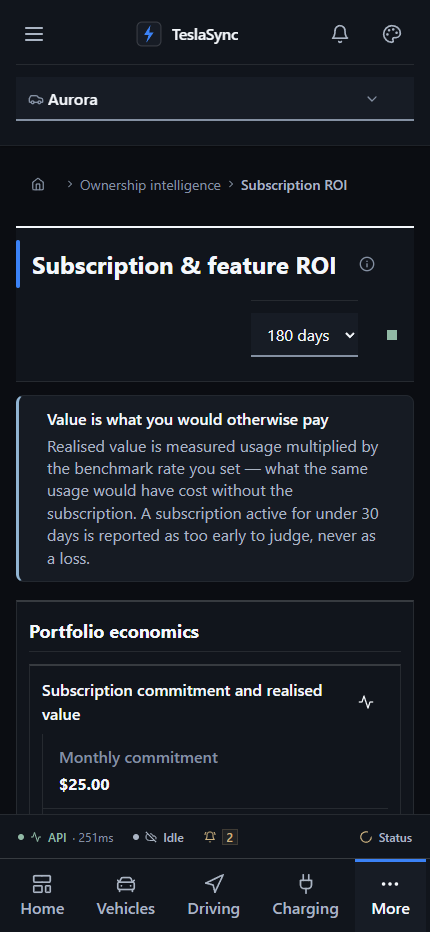 TeslaSync
Aurora
Ownership intelligence
Subscription ROI
Subscription & feature ROI
180 days
Value is what you would otherwise pay
Realised value is measured usage multiplied by
the benchmark rate you set — what the same
usage would have cost without the
subscription. A subscription active for under 30
days is reported as too early to judge, never as
a loss.
Portfolio economics
Subscription commitment and realised
value
Monthly commitment
$25.00
API · 251ms
Idle
2
Status
Home
Vehicles
Driving
Charging
More